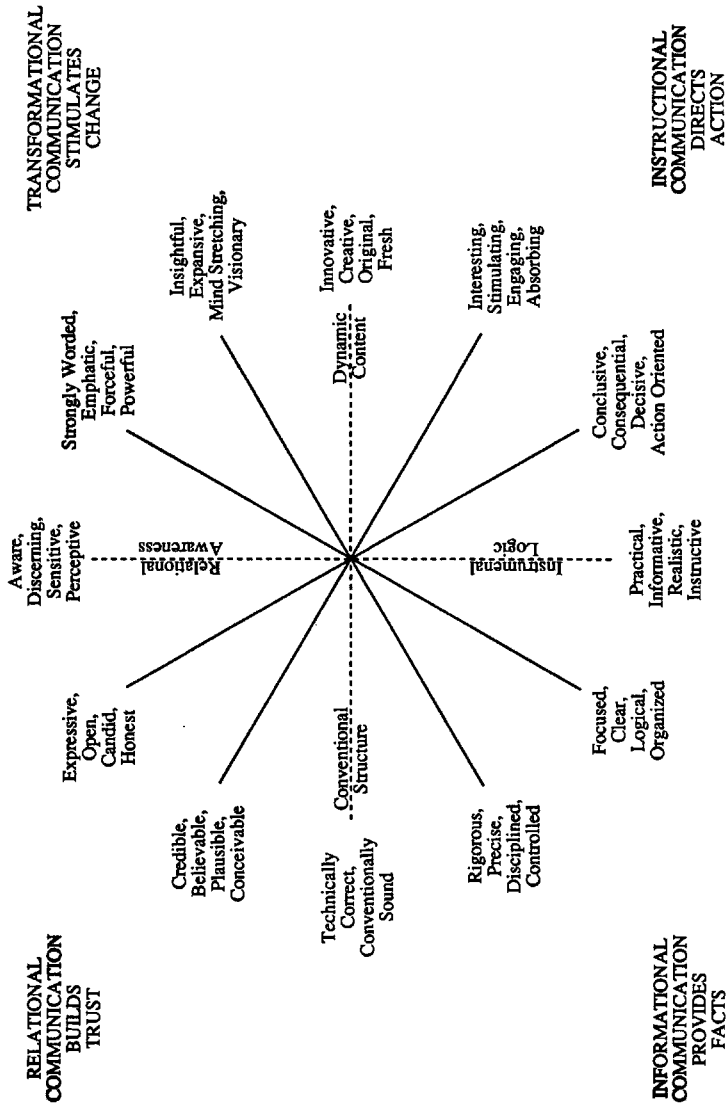 RELATIONAL
COMMUNICATION
BUILDS
TRUST
TRANSFORMATIONAL
COMMUNICATION
STIMULATES
CHANGE
Aware,
Discerning,
Sensitive,
Perceptive
Expressive,
Open,
Candid,
Honest
Strongly Worded,
Emphatic,
Forceful,
Powerful
Credible,
Believable,
Plausible,
Conceivable
Relational
Awareness
Insightful,
Expansive,
Mind Stretching,
Visionary
Technically
Correct,
Conventionally
Sound
Conventional
Structure
Dynamic
Content
Innovative,
Creative,
Original,
Fresh
Rigorous,
Precise,
Disciplined,
Controlled
Instrumenal
Logic
Interesting,
Stimulating,
Engaging,
Absorbing
Focused,
Clear,
Logical,
Organized
Conclusive,
Consequential,
Decisive,
Action Oriented
Practical,
Informative,
Realistic,
Instructive
INFORMATIONAL
COMMUNICATION
PROVIDES
FACTS
INSTRUCTIONAL
COMMUNICATION
DIRECTS
ACTION